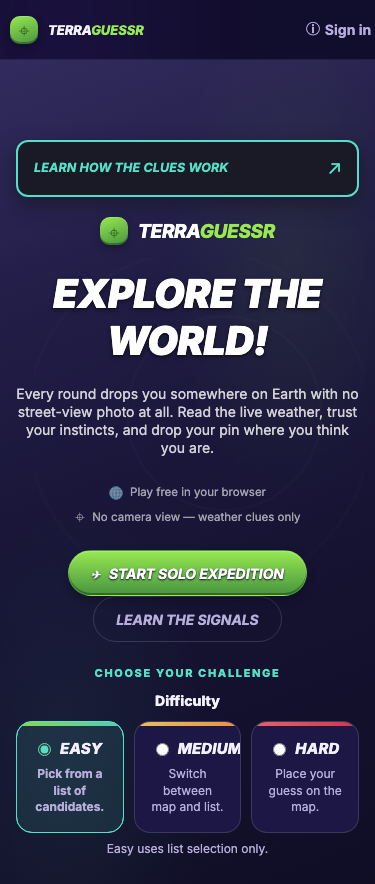 TERRAGUESSR
Sign in
LEARN HOW THE CLUES WORK
TERRAGUESSR
EXPLORE THE
WORLD!
Every round drops you somewhere on Earth with no
street-view photo at all. Read the live weather, trust
your instincts, and drop your pin where you think
you are.
Play free in your browser
No camera view — weather clues only
START SOLO EXPEDITION
LEARN THE SIGNALS
CHOOSE YOUR CHALLENGE
Difficulty
EASY
Pick from a
list of
candidates.
MEDIUM
Switch
between
map and list.
HARD
Place your
guess on the
map.
Easy uses list selection only.